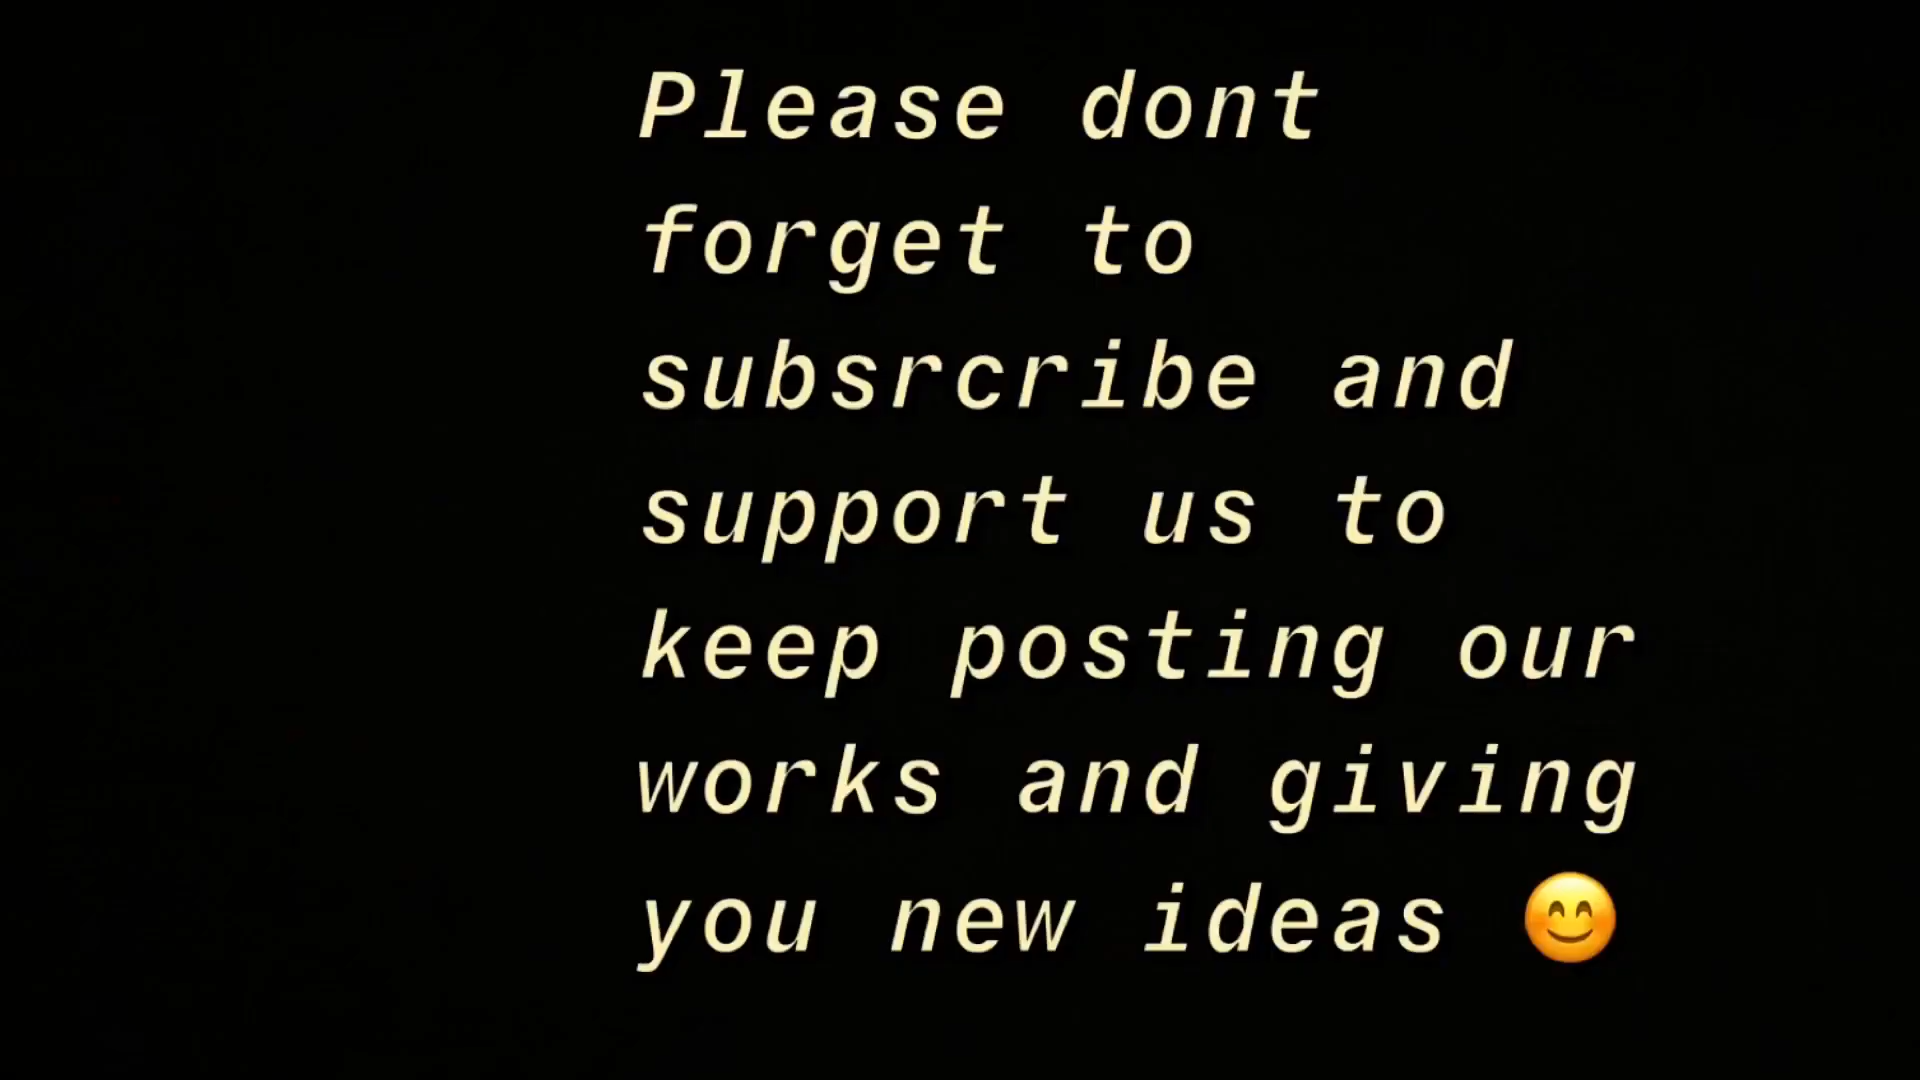 Please dont
forget to
subsrcribe and
support us to
keep posting our
works and giving
you new ideas 😊